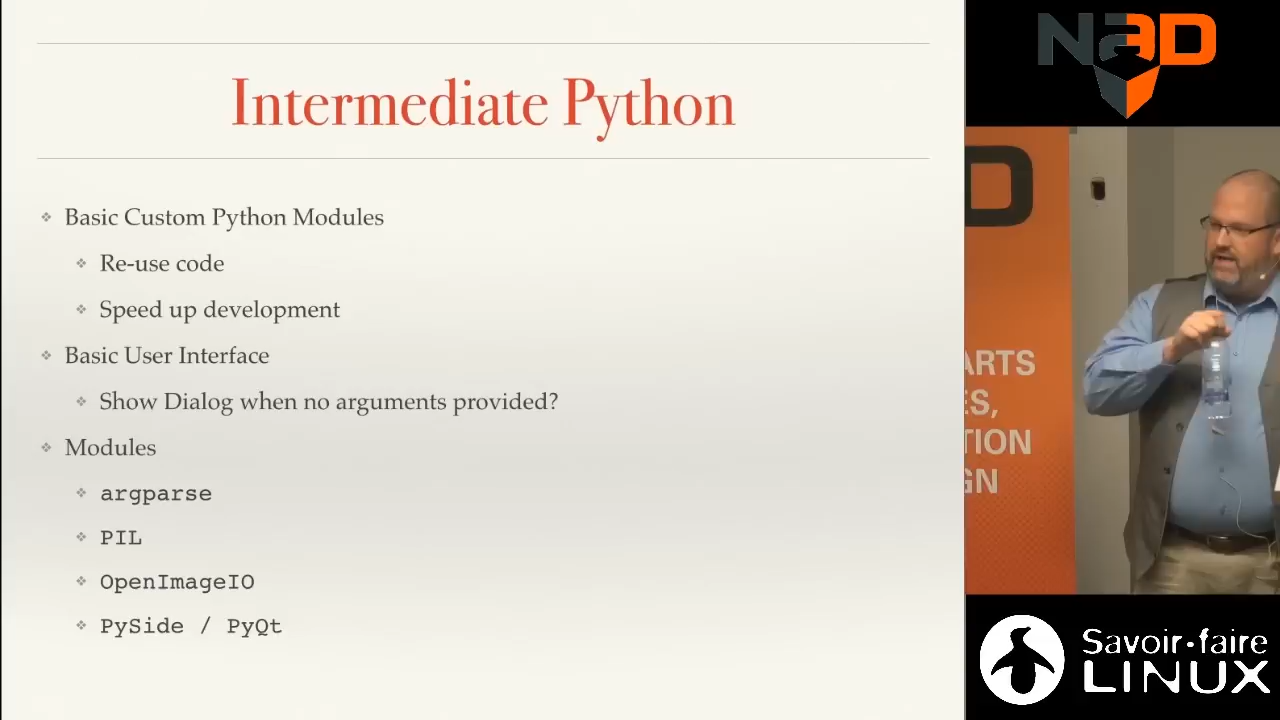 Intermediate Python
Basic Custom Python Modules
Re-use code
Speed up development
Basic User Interface
Show Dialog when no arguments provided?
Modules
argparse
PIL
OpenImageIO
PySide / PyQt
NAD
D
ARTS
ES,
TION
GN
Savoir-faire
LINUX